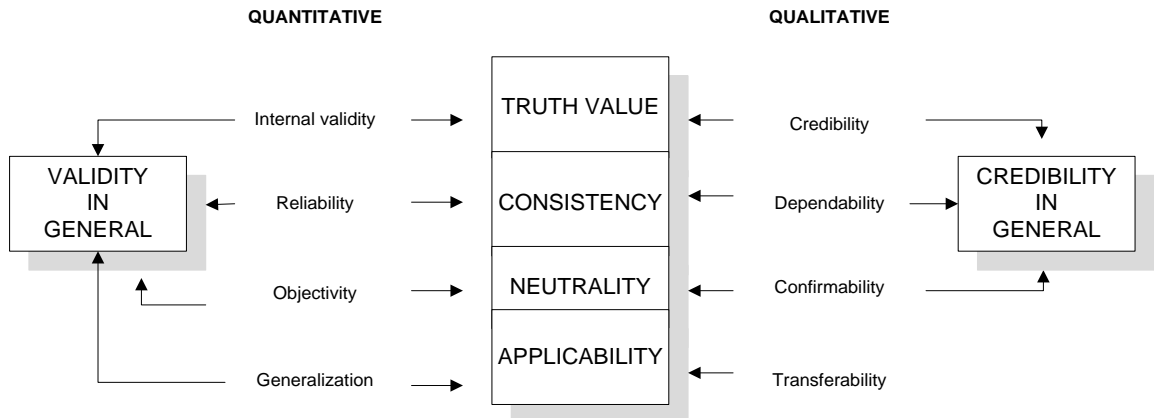 QUANTITATIVE
QUALITATIVE
TRUTH VALUE
Internal validity
Credibility
VALIDITY
IN
GENERAL
CONSISTENCY
Reliability
Dependability
CREDIBILITY
IN
GENERAL
NEUTRALITY
Objectivity
Confirmability
APPLICABILITY
Generalization
Transferability